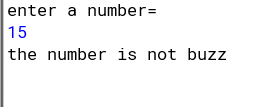 enter a number=
15
the number is not buzz